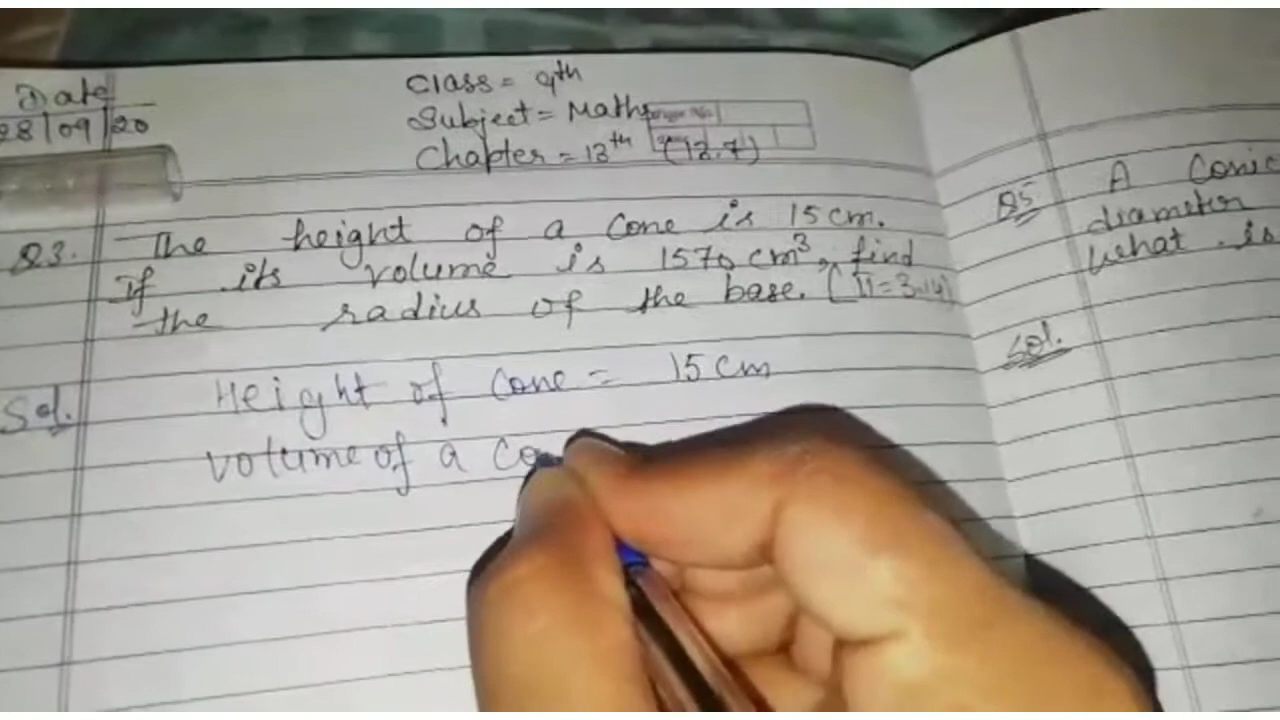 Date
28/09/20
Class = 9th
Subject = Maths
Chapter = 13th (13.7)
Q3. The height of a cone is 15 cm.
If its volume is 1570 cm³, find
the radius of the base. [π = 3.14]
Sol. Height of cone = 15 cm
volume of a co
Q5 A Conic
diameter
what is
Sol.